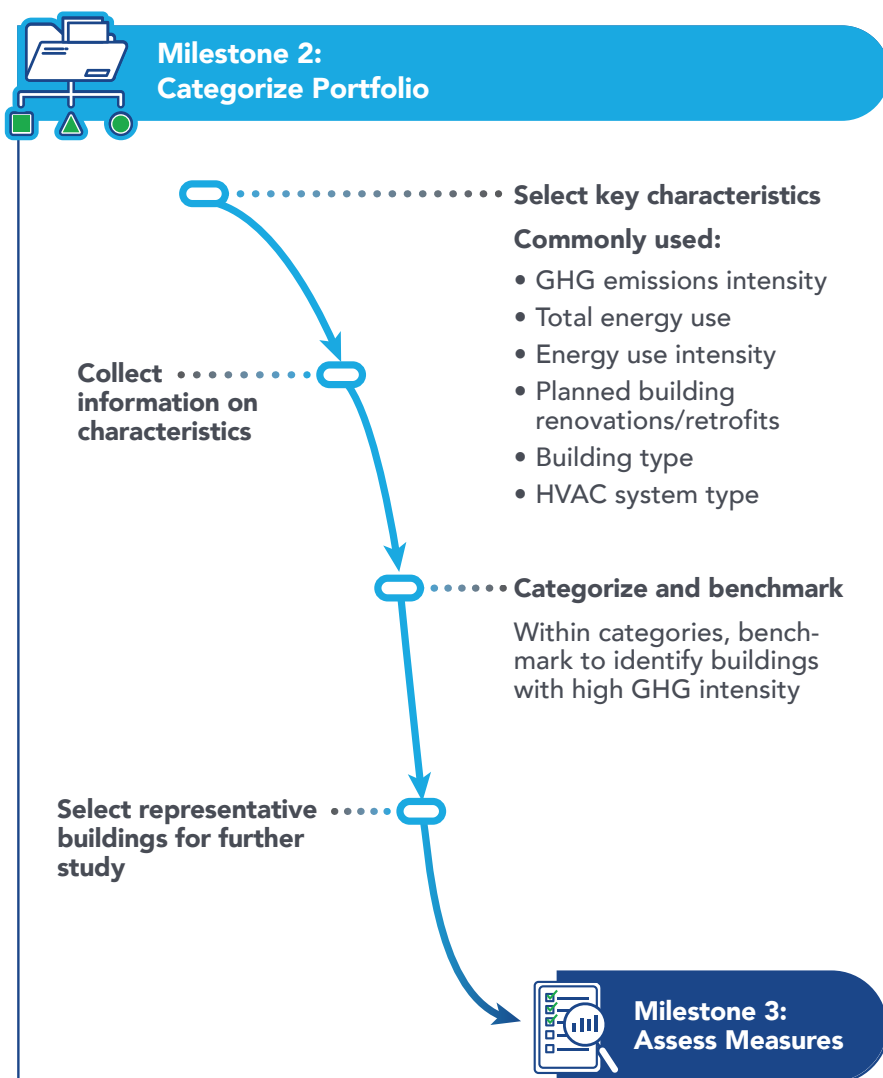 Milestone 2:
Categorize Portfolio
Select key characteristics
Commonly used:
• GHG emissions intensity
• Total energy use
• Energy use intensity
• Planned building
renovations/retrofits
• Building type
• HVAC system type
Collect
information on
characteristics
Categorize and benchmark
Within categories, bench-
mark to identify buildings
with high GHG intensity
Select representative
buildings for further
study
Milestone 3:
Assess Measures